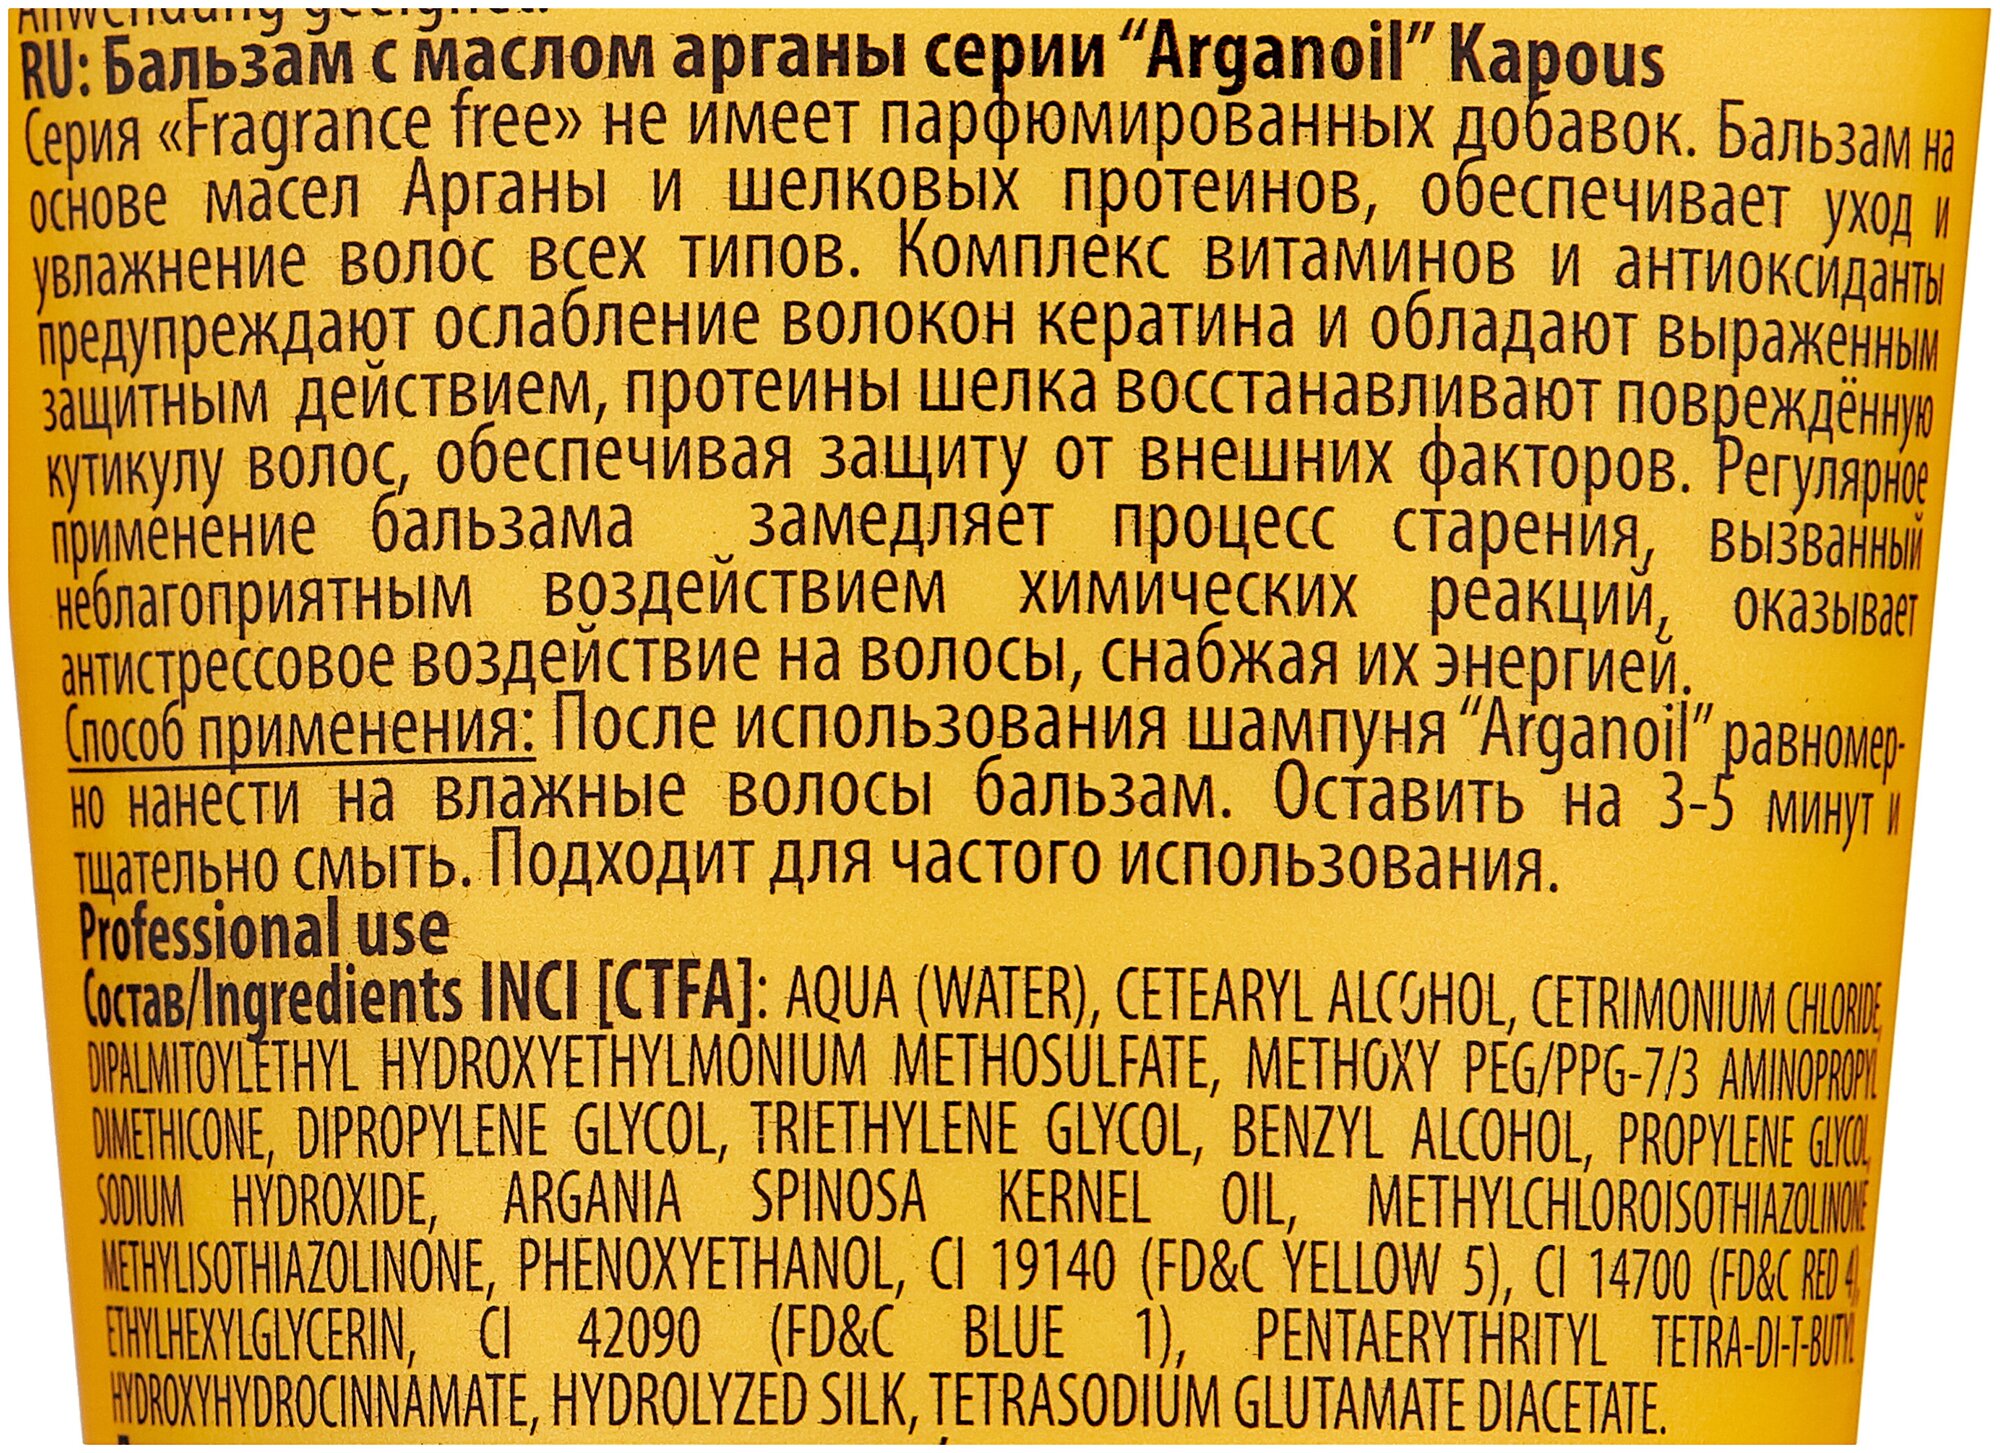 Anwendung geeignet.
RU: Бальзам с маслом арганы серии “Arganoil” Kapous
Серия «Fragrance free» не имеет парфюмированных добавок. Бальзам на
основе масел Арганы и шелковых протеинов, обеспечивает уход и
увлажнение волос всех типов. Комплекс витаминов и антиоксиданты
предупреждают ослабление волокон кератина и обладают выраженным
защитным действием, протеины шелка восстанавливают повреждённую
кутикулу волос, обеспечивая защиту от внешних факторов. Регулярное
применение бальзама замедляет процесс старения, вызванный
неблагоприятным воздействием химических реакций, оказывает
антистрессовое воздействие на волосы, снабжая их энергией.
Способ применения: После использования шампуня “Arganoil” равномер-
но нанести на влажные волосы бальзам. Оставить на 3-5 минут и
тщательно смыть. Подходит для частого использования.
Professional use
Состав/Ingredients INCI [CTFA]: AQUA (WATER), CETEARYL ALCOHOL, CETRIMONIUM CHLORIDE,
DIPALMITOYLETHYL HYDROXYETHYLMONIUM METHOSULFATE, METHOXY PEG/PPG-7/3 AMINOPROPYL
DIMETHICONE, DIPROPYLENE GLYCOL, TRIETHYLENE GLYCOL, BENZYL ALCOHOL, PROPYLENE GLYCOL,
SODIUM HYDROXIDE, ARGANIA SPINOSA KERNEL OIL, METHYLCHLOROISOTHIAZOLINONE
METHYLISOTHIAZOLINONE, PHENOXYETHANOL, CI 19140 (FD&C YELLOW 5), CI 14700 (FD&C RED 4),
ETHYLHEXYLGLYCERIN, CI 42090 (FD&C BLUE 1), PENTAERYTHRITYL TETRA-DI-T-BUTYL
HYDROXYHYDROCINNAMATE, HYDROLYZED SILK, TETRASODIUM GLUTAMATE DIACETATE.